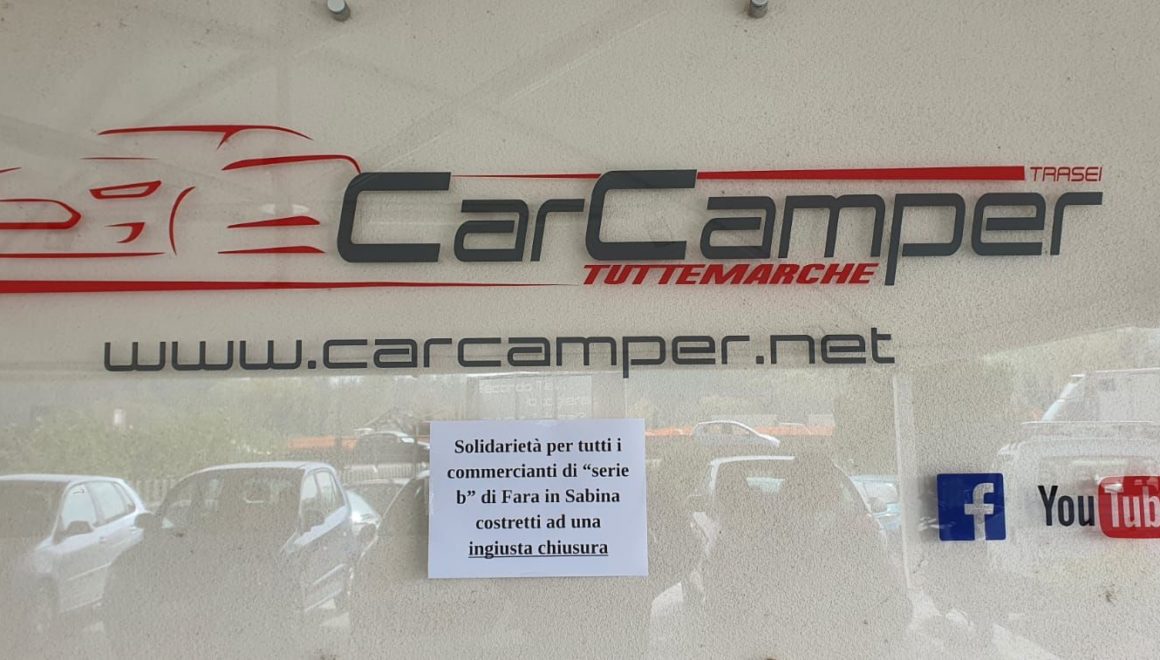 TRASEI
CarCamper
TUTTEMARCHE
www.carcamper.net
Solidarietà per tutti i
commercianti di “serie
b” di Fara in Sabina
costretti ad una
ingiusta chiusura
f
YouTub